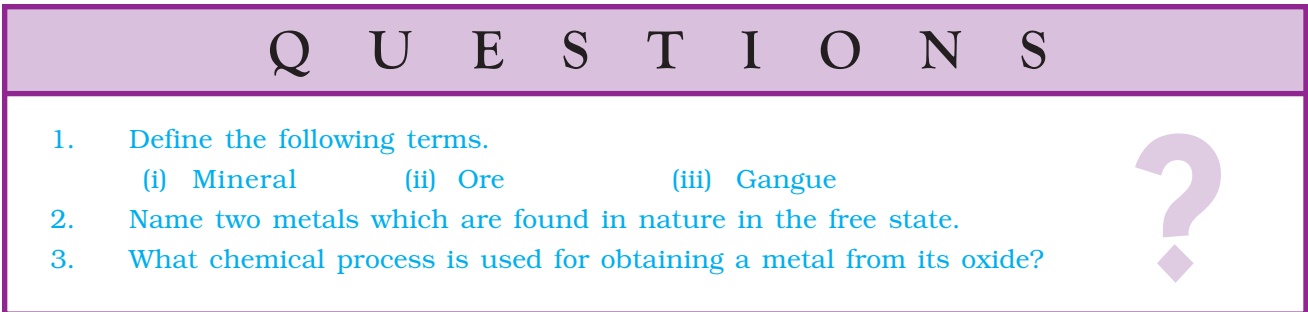 QUESTIONS
1. Define the following terms.
(i) Mineral (ii) Ore (iii) Gangue
2. Name two metals which are found in nature in the free state.
3. What chemical process is used for obtaining a metal from its oxide?
?